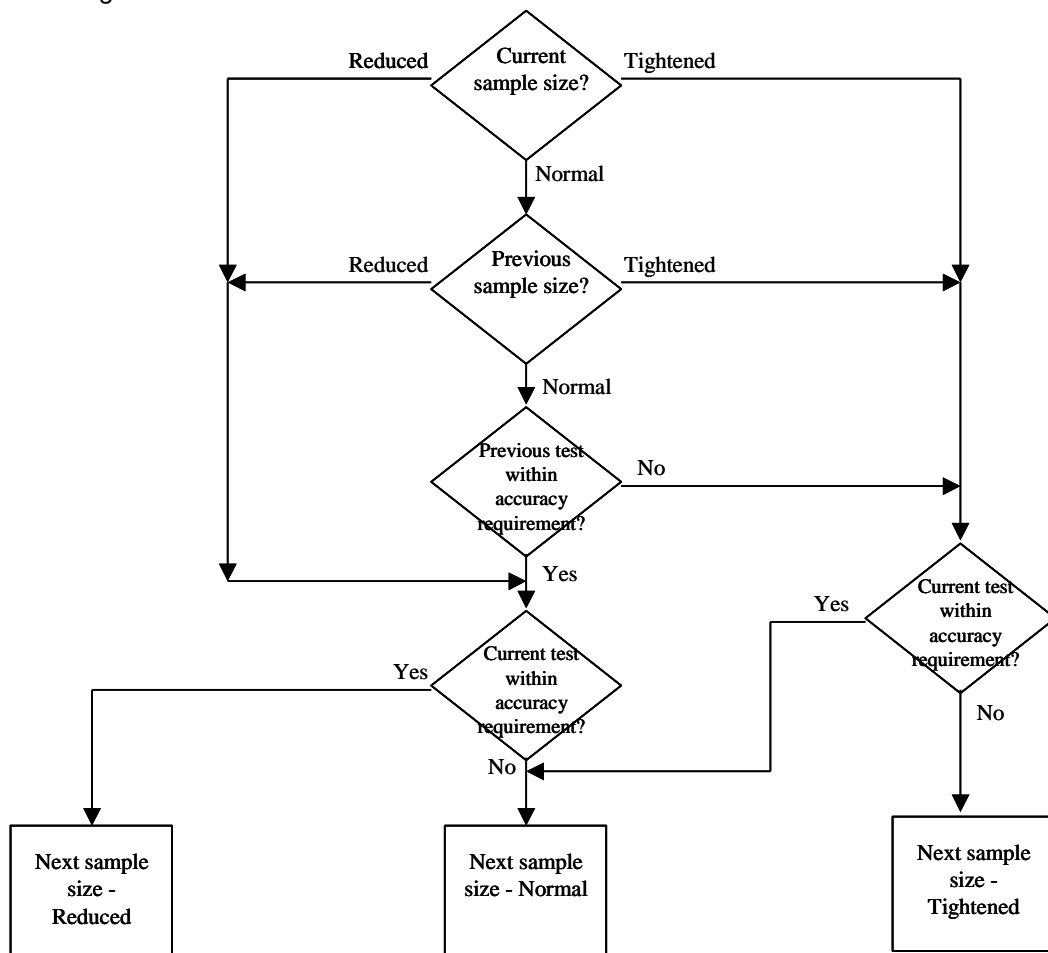 Current
sample size?
Reduced
Tightened
Normal
Previous
sample size?
Reduced
Tightened
Normal
Previous test
within
accuracy
requirement?
No
Yes
Current test
within
accuracy
requirement?
Yes
No
Current test
within
accuracy
requirement?
Yes
No
Next sample
size -
Reduced
Next sample
size - Normal
Next sample
size -
Tightened